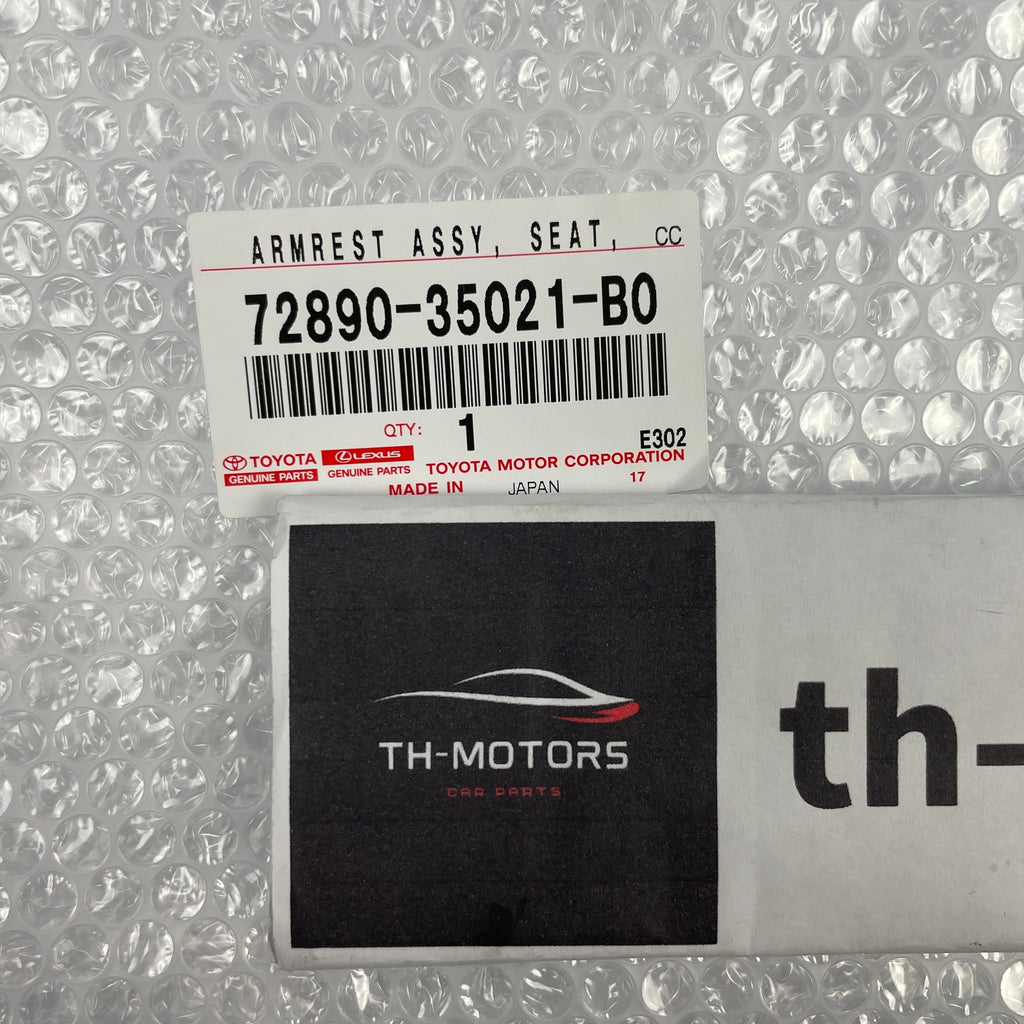 ARMREST ASSY, SEAT, CC
72890-35021-B0
QTY: 1
E302
TOYOTA
GENUINE PARTS
LEXUS
GENUINE PARTS
TOYOTA MOTOR CORPORATION
MADE IN JAPAN 17
TH-MOTORS
CAR PARTS
th-